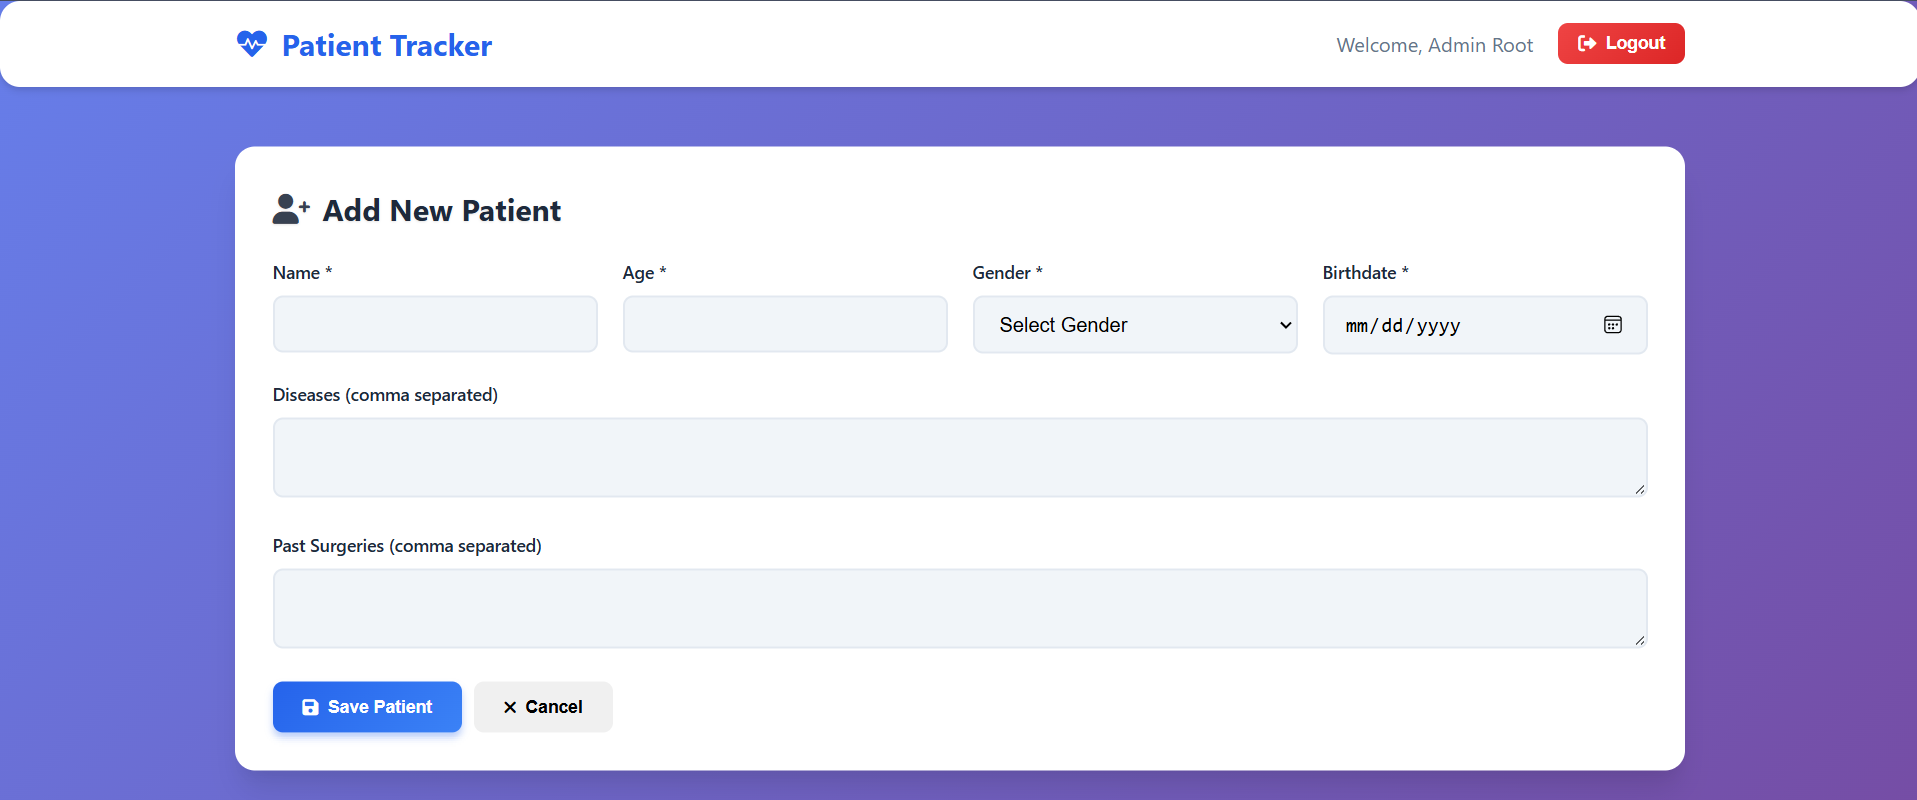 Patient Tracker
Welcome, Admin Root
Logout
Add New Patient
Name *
Age *
Gender *
Birthdate *
Select Gender
mm/dd/yyyy
Diseases (comma separated)
Past Surgeries (comma separated)
Save Patient
Cancel